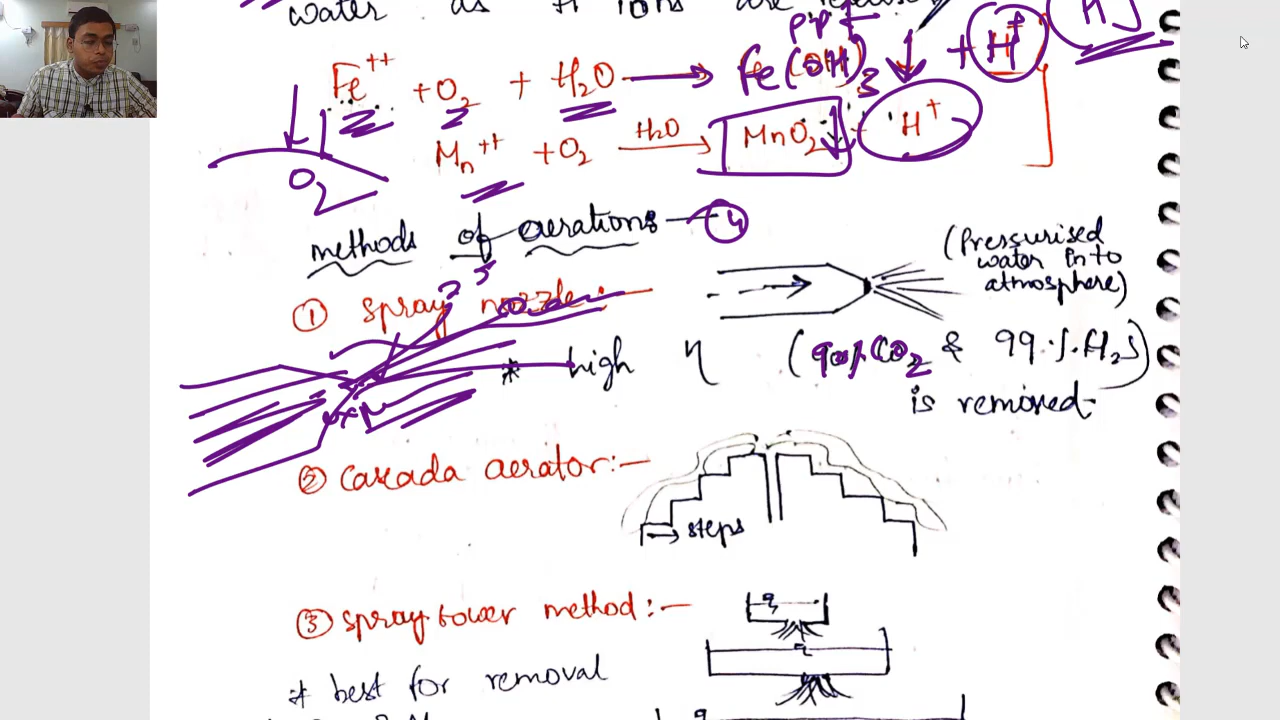 water as H ions are
Fe⁺⁺ + O₂ + H₂O → Fe(OH)₃ ↓ + H⁺
Mn⁺⁺ + O₂ H₂O → MnO₂ ↓ + H⁺
O₂
methods of aerations - 4
(Pressurised
water into
atmosphere)
① spray nozzle :-
* high η (90% CO₂ & 99.1. H₂S)
is removed-
② Cascada aerator:-
steps
③ spray tower method :-
* best for removal